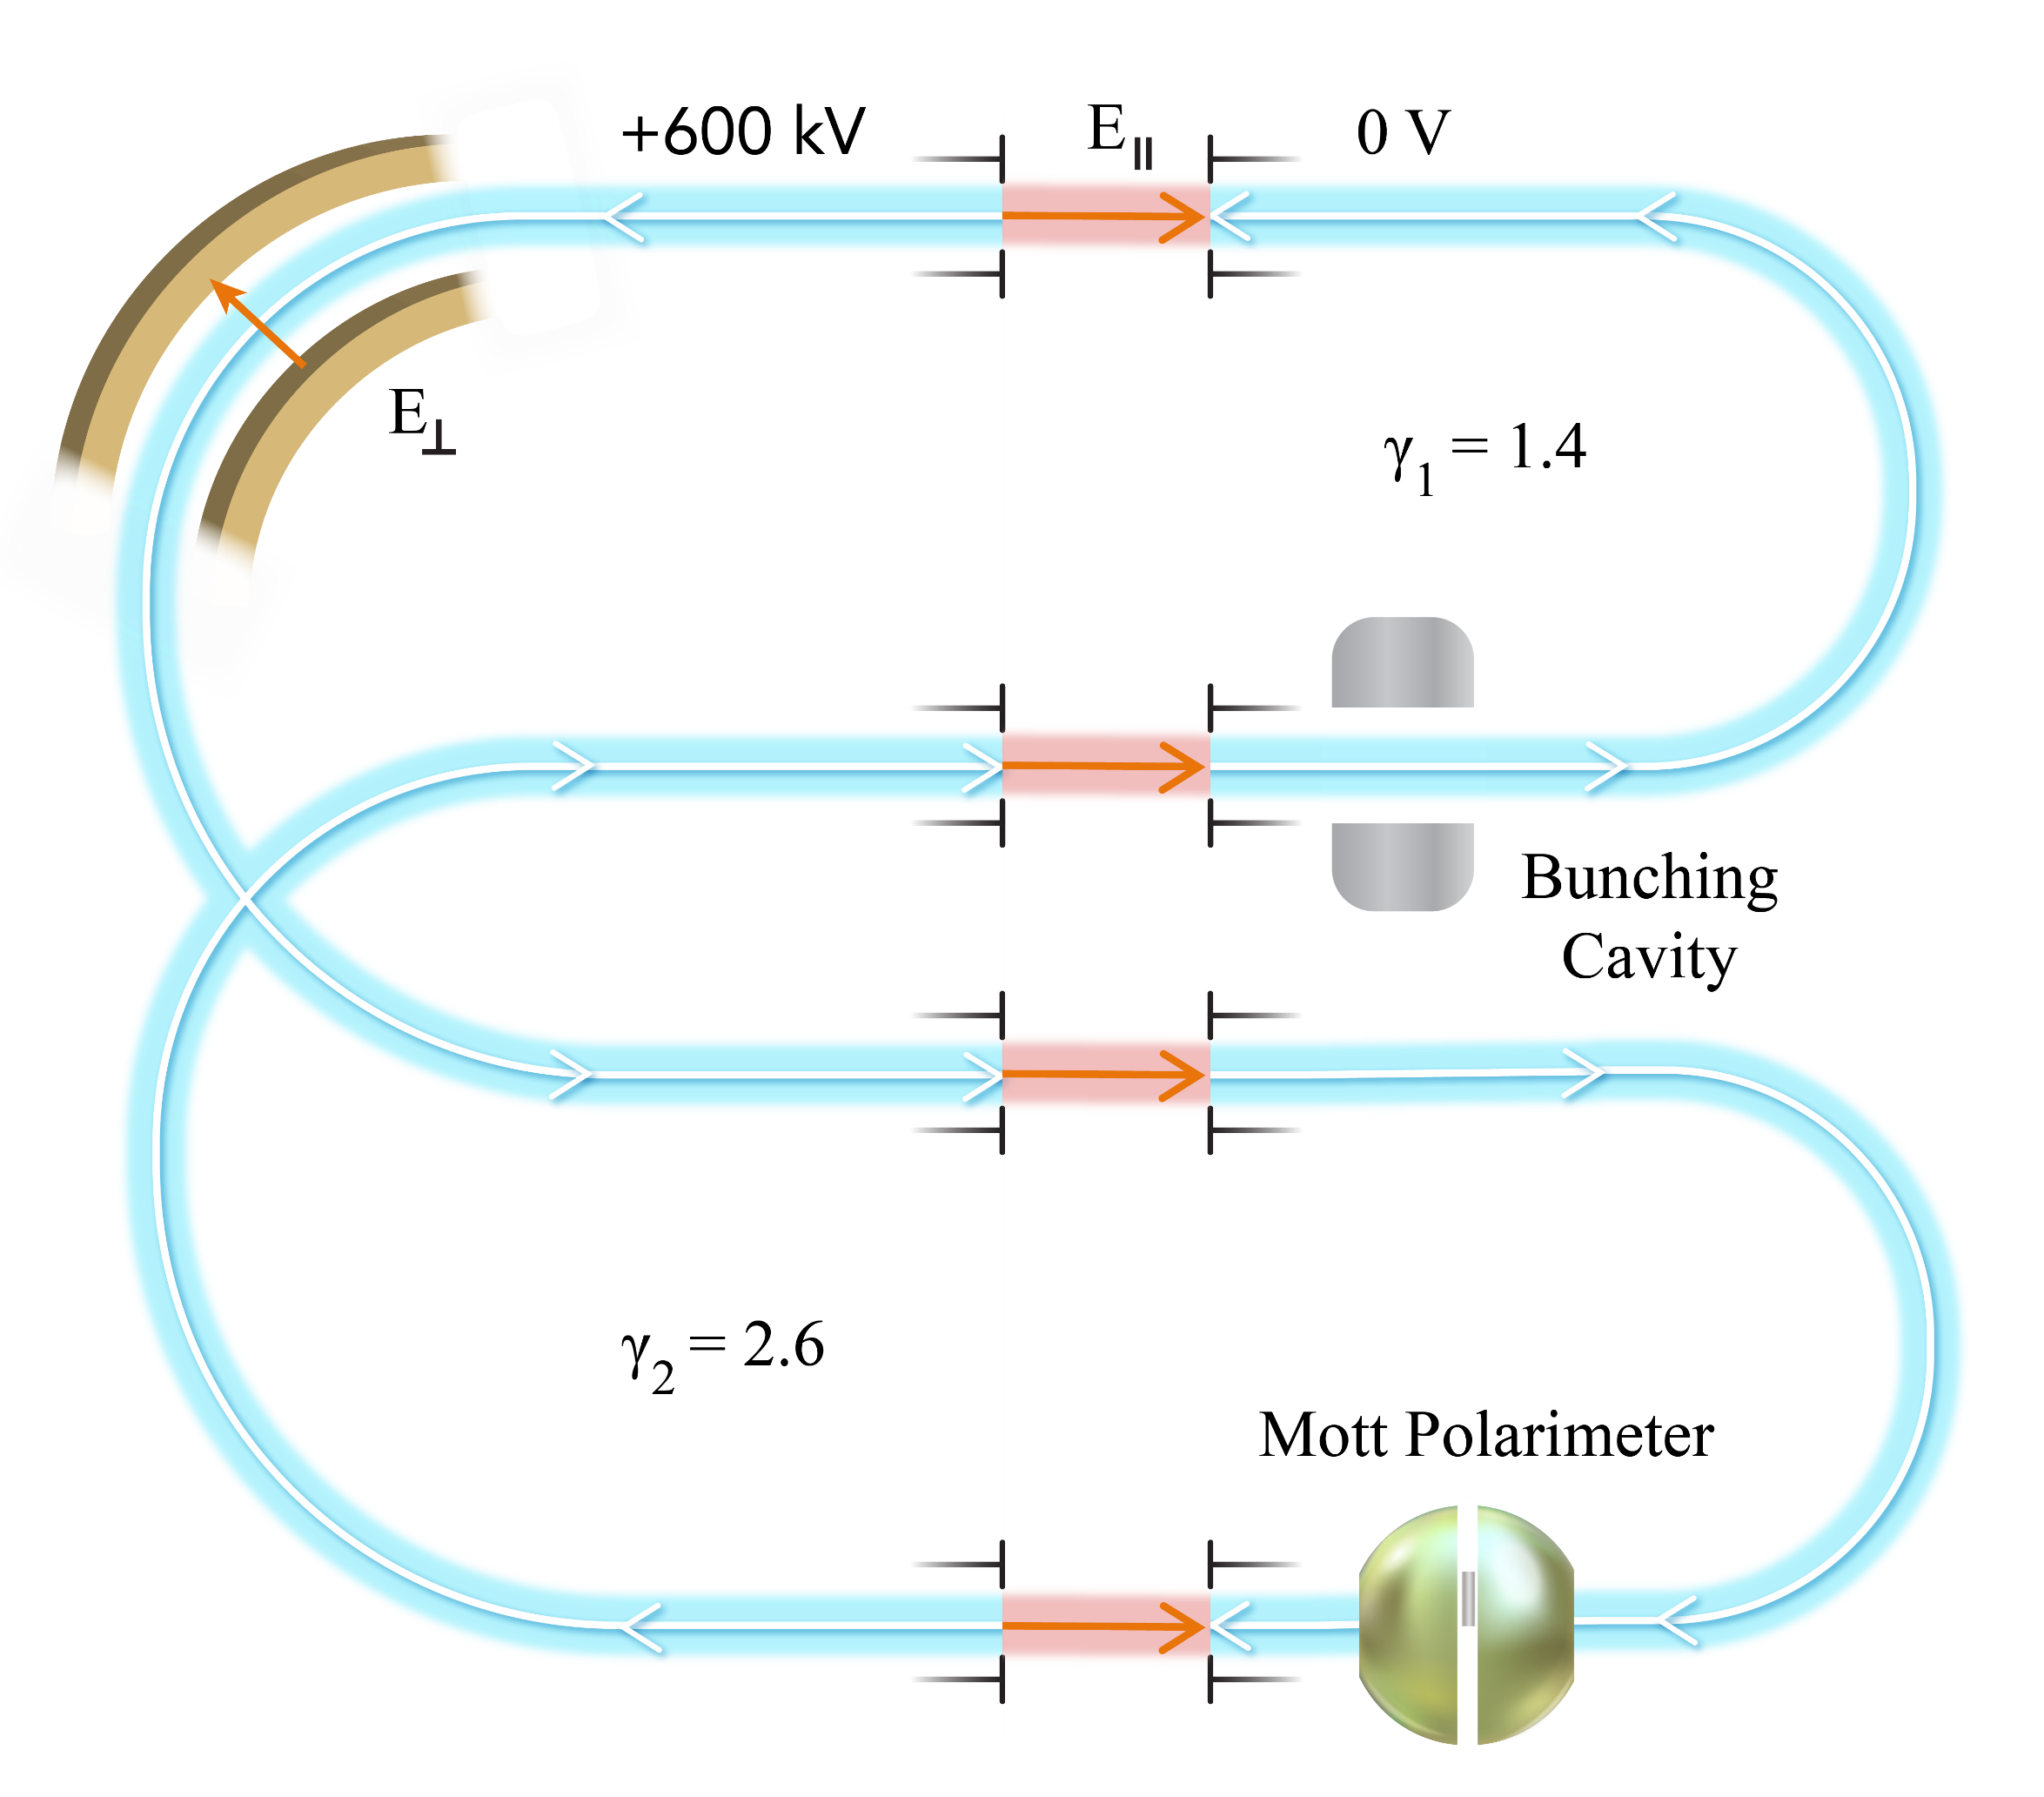 +600 kV
E∥
0 V
E⊥
γ1 = 1.4
Bunching
Cavity
γ2 = 2.6
Mott Polarimeter